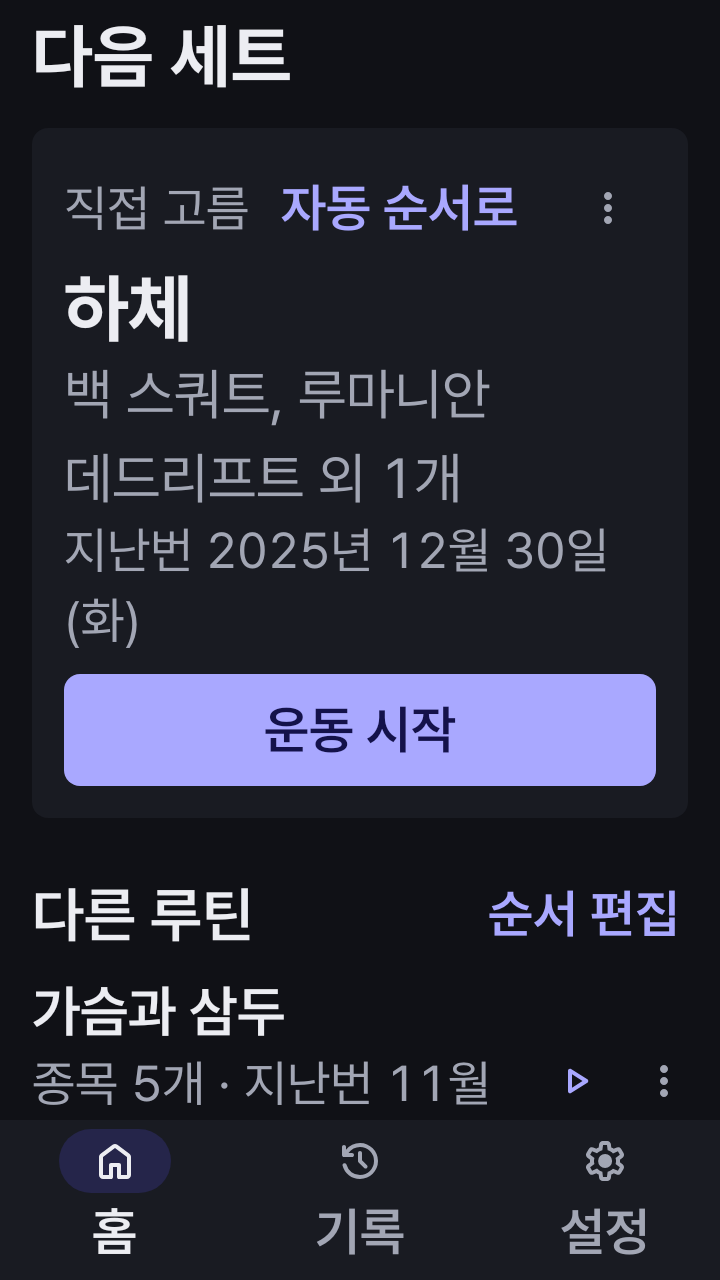 다음 세트
직접 고름 자동 순서로
하체
백 스쿼트, 루마니안
데드리프트 외 1개
지난번 2025년 12월 30일
(화)
운동 시작
다른 루틴 순서 편집
가슴과 삼두
종목 5개 · 지난번 11월
홈 기록 설정